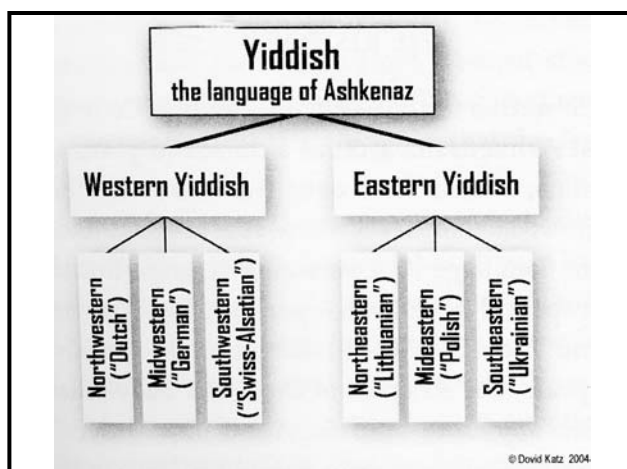 Yiddish
the language of Ashkenaz
Western Yiddish
Eastern Yiddish
Northwestern
("Dutch")
Midwestern
("German")
Southwestern
("Swiss-Alsatian")
Northeastern
("Lithuanian")
Mideastern
("Polish")
Southeastern
("Ukrainian")
© Dovid Katz 2004